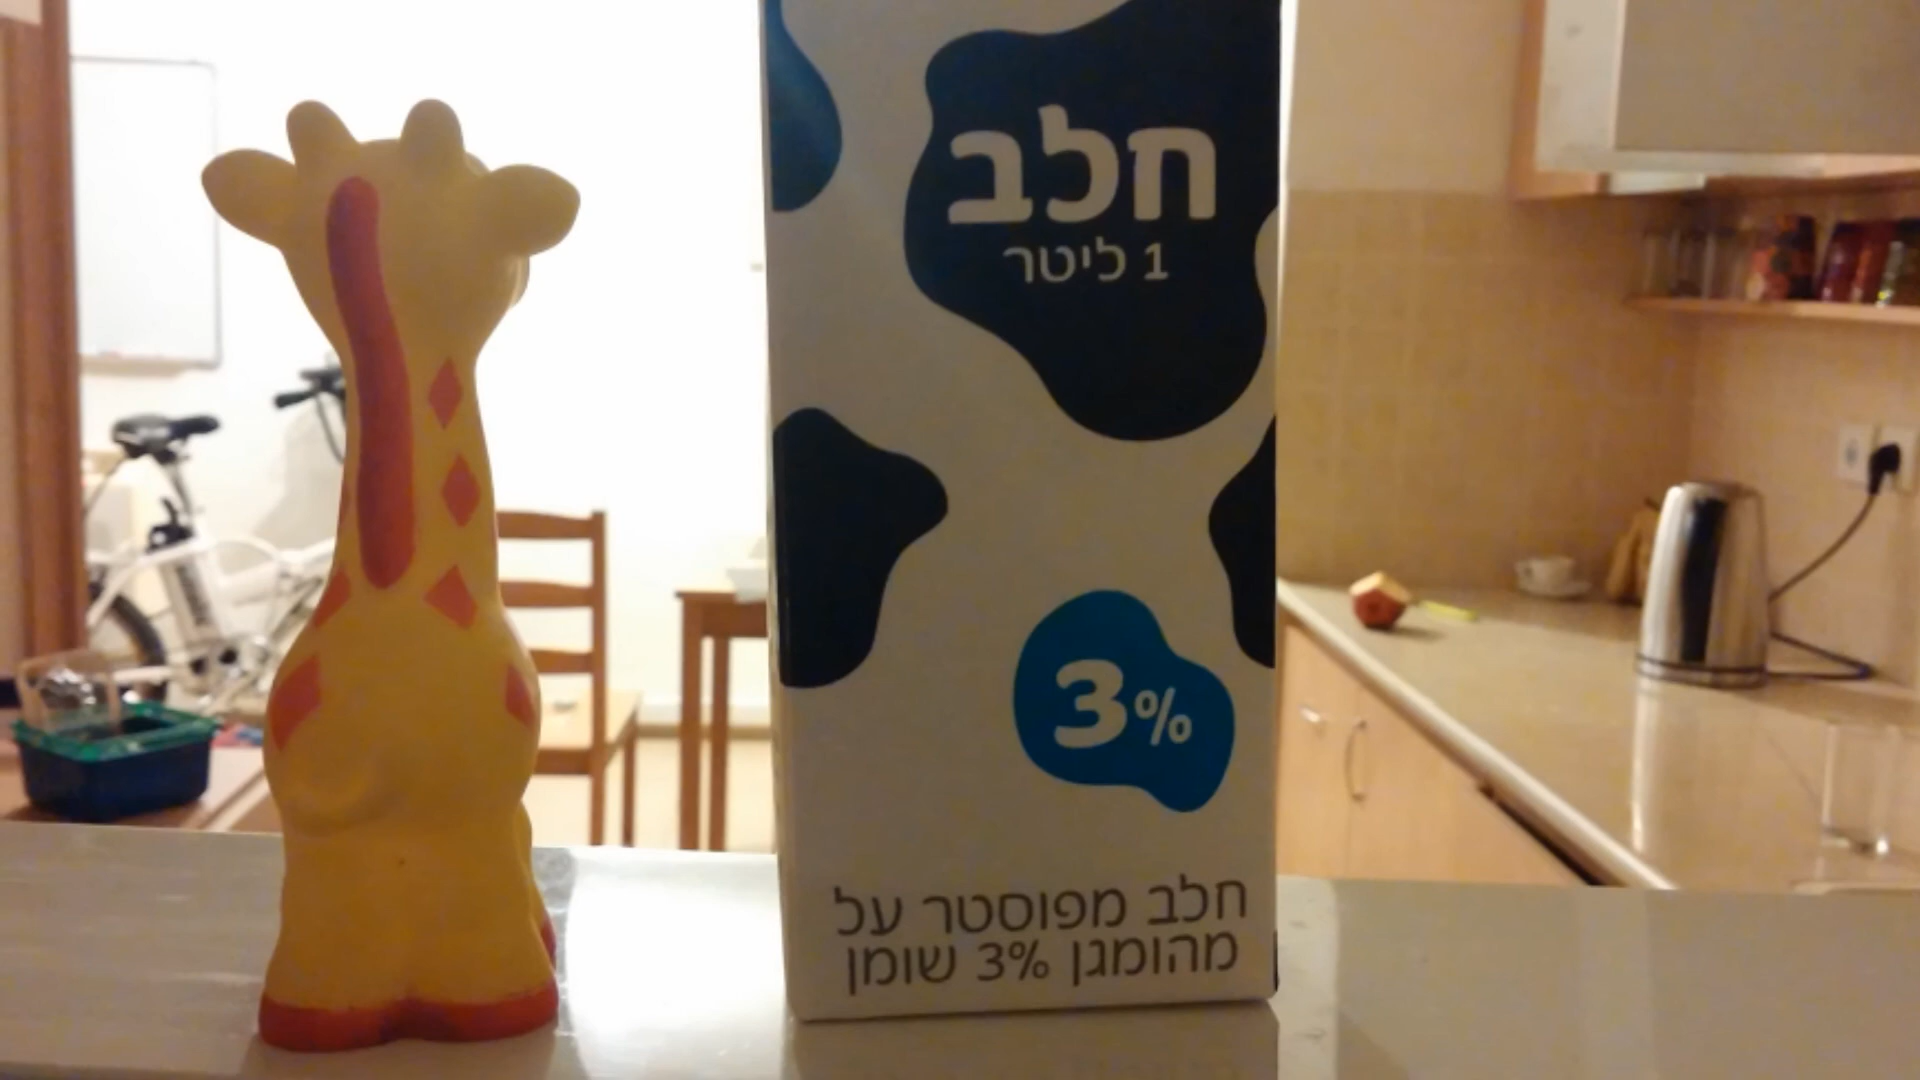 חלב
1 ליטר
3%
חלב מפוסטר על
מהומגן 3% שומן